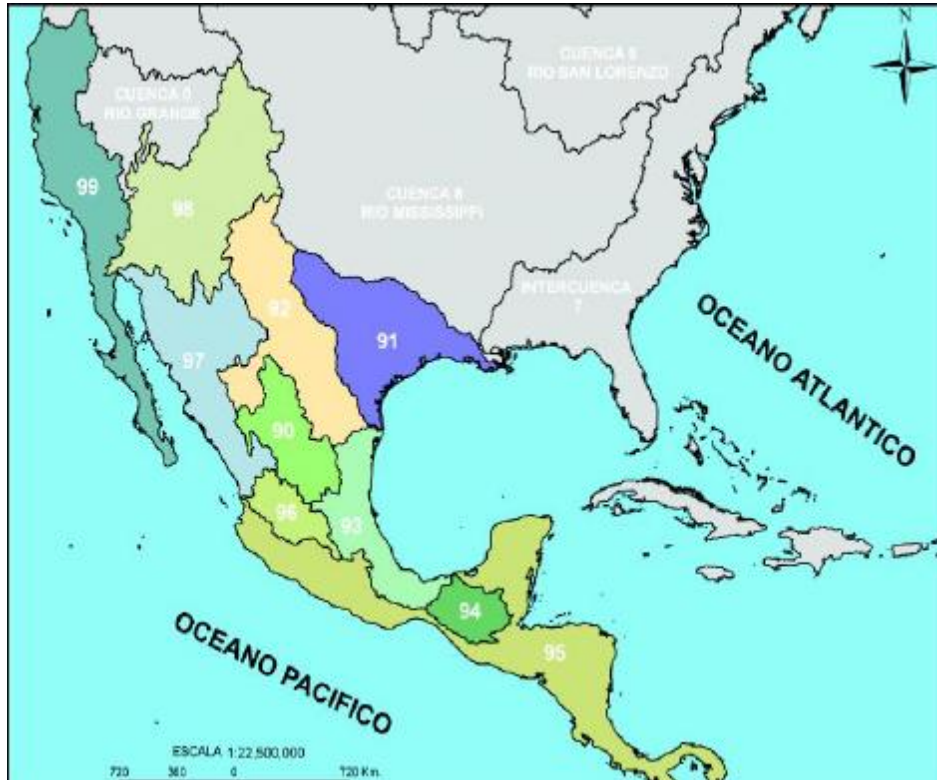 N
CUENCA 6
RIO SAN LORENZO
CUENCA 0
RIO GRANDE
99
98
CUENCA 8
RIO MISSISSIPPI
INTERCUENCA
7
92
91
97
90
96
93
94
95
OCEANO ATLANTICO
OCEANO PACIFICO
ESCALA 1:22,500,000
720 360 0 720 Km.